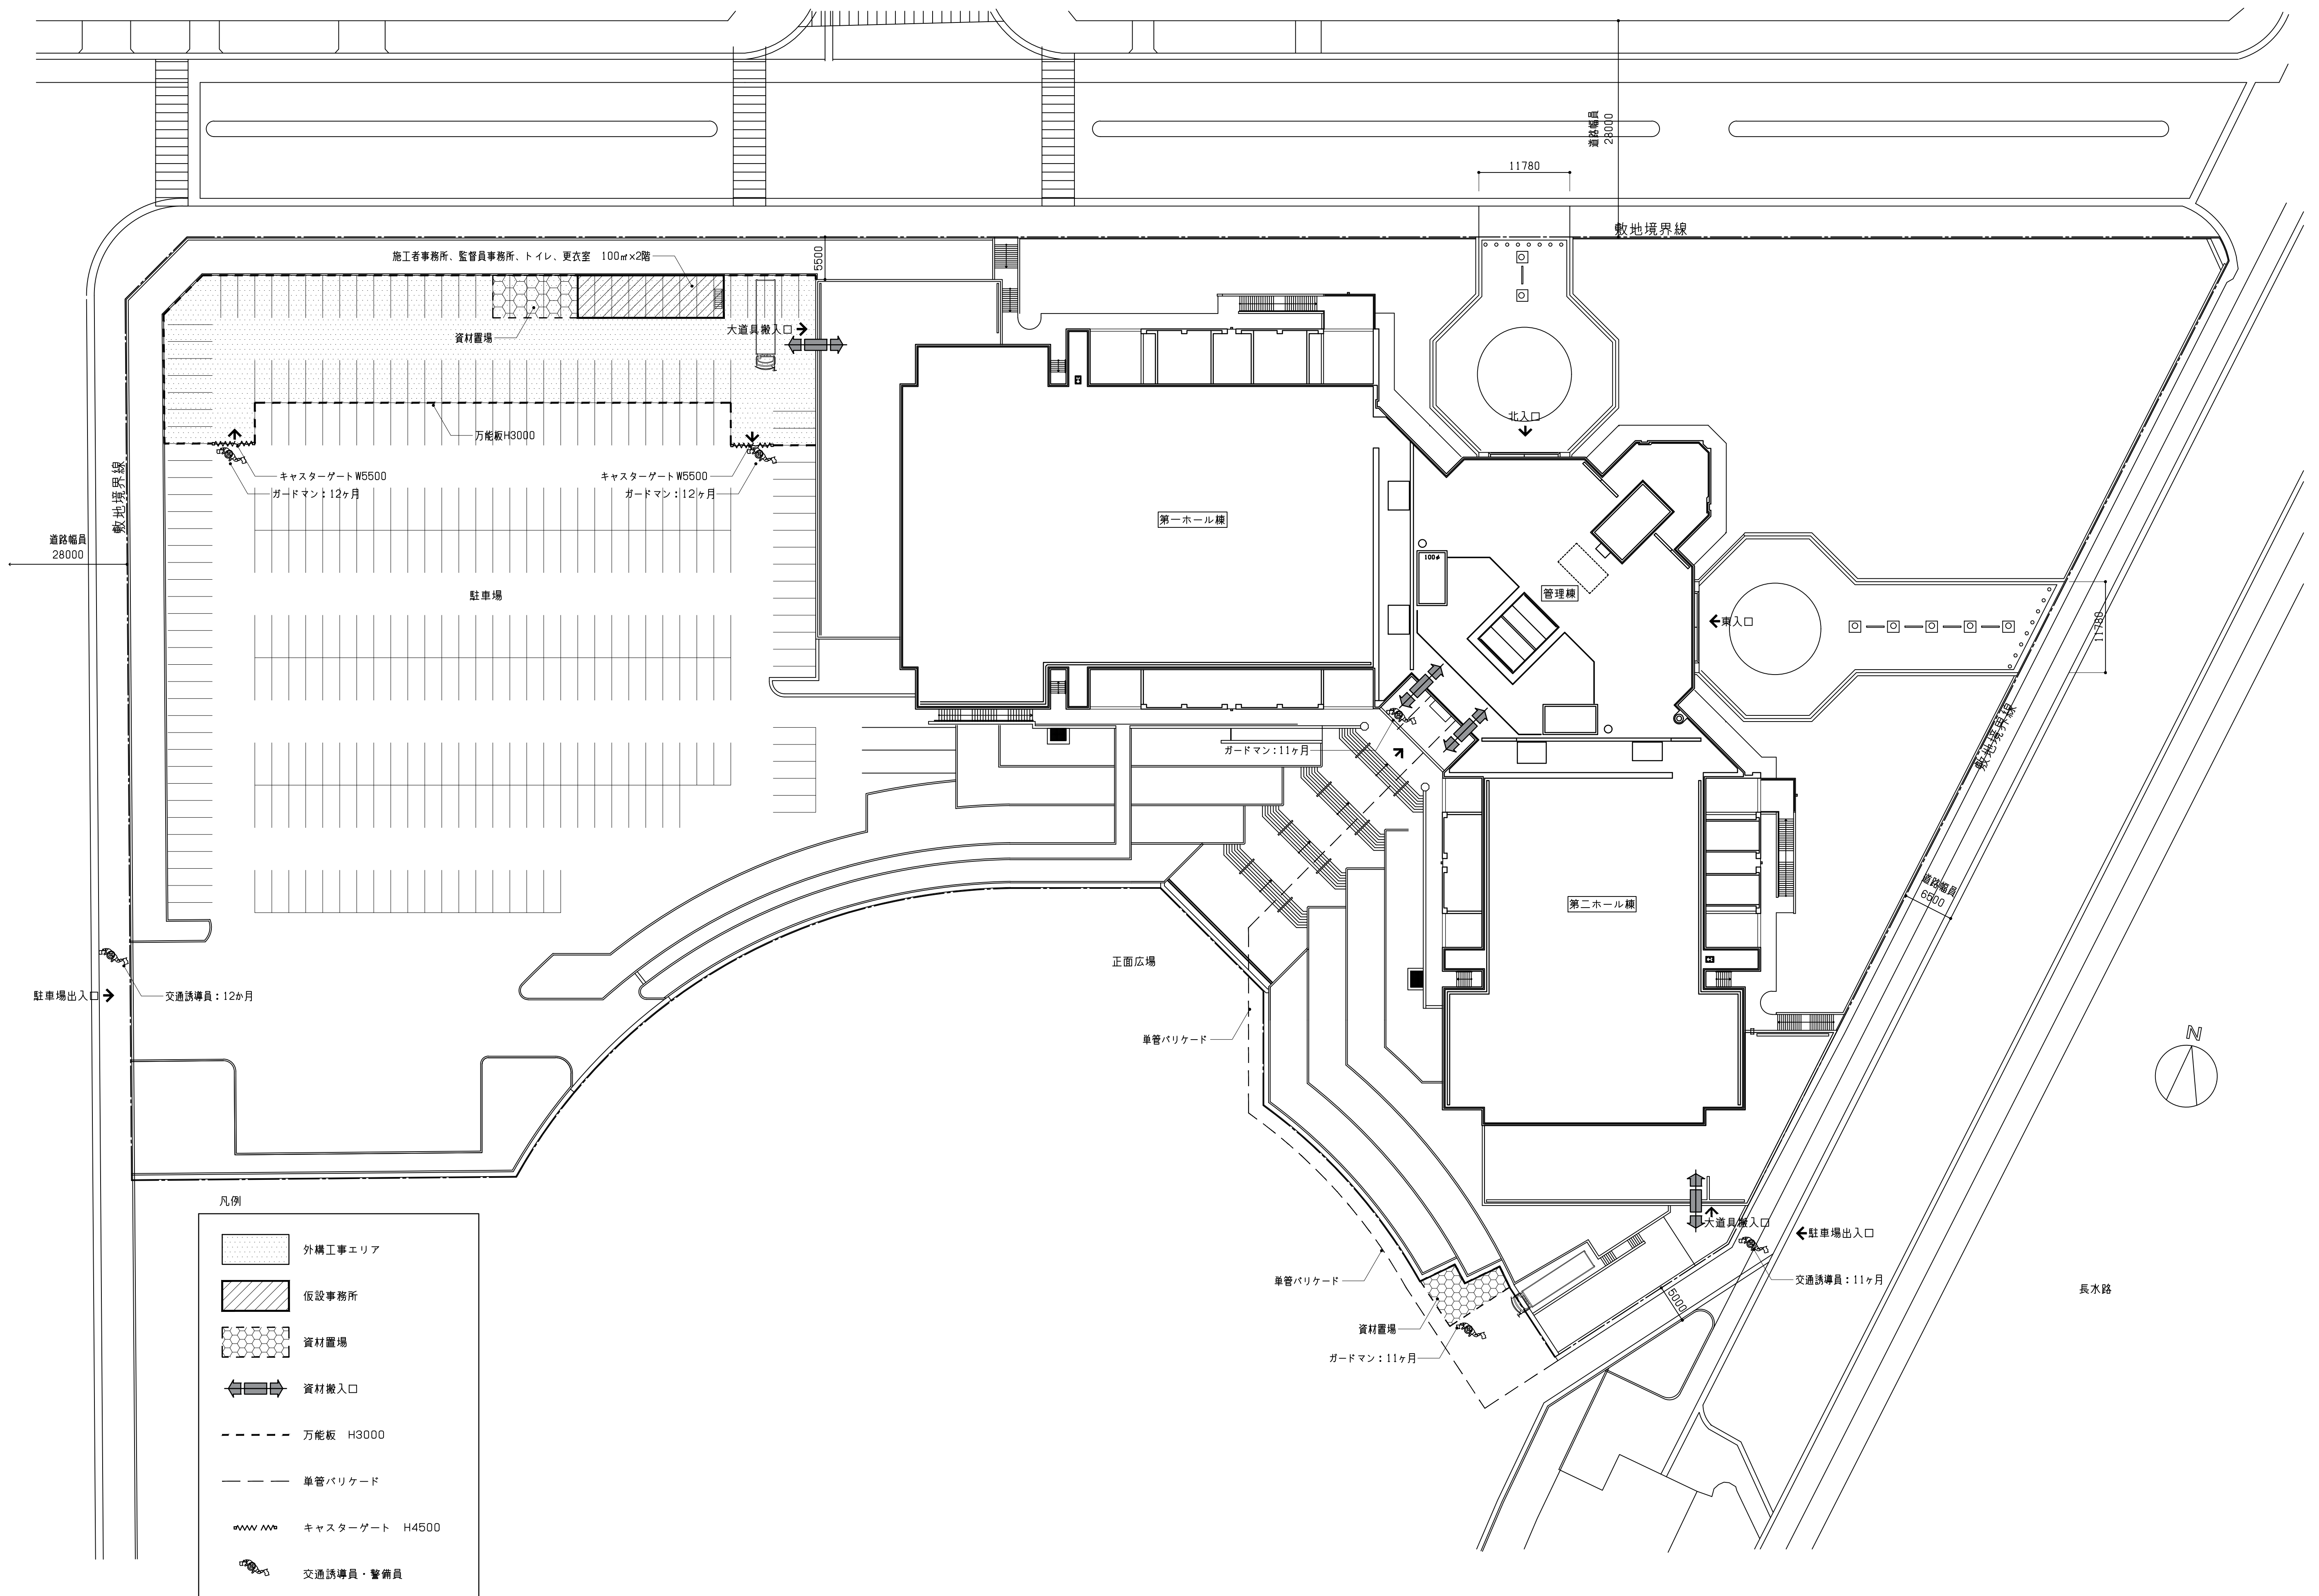 道路幅員
28000
11780
敷地境界線
施工者事務所、監督員事務所、トイレ、更衣室　100㎡×2階
5500
資材置場
大道具搬入口
万能板H3000
キャスターゲートW5500
ガードマン：12ヶ月
キャスターゲートW5500
ガードマン：12ヶ月
敷地境界線
道路幅員
28000
駐車場
第一ホール棟
北入口
100φ
管理棟
東入口
11780
敷地境界線
ガードマン：11ヶ月
第二ホール棟
道路幅員
6500
正面広場
駐車場出入口
交通誘導員：12か月
単管バリケード
N
大道具搬入口
駐車場出入口
交通誘導員：11ヶ月
単管バリケード
5000
長水路
資材置場
ガードマン：11ヶ月
凡例
外構工事エリア
仮設事務所
資材置場
資材搬入口
万能板　H3000
単管バリケード
キャスターゲート　H4500
交通誘導員・警備員